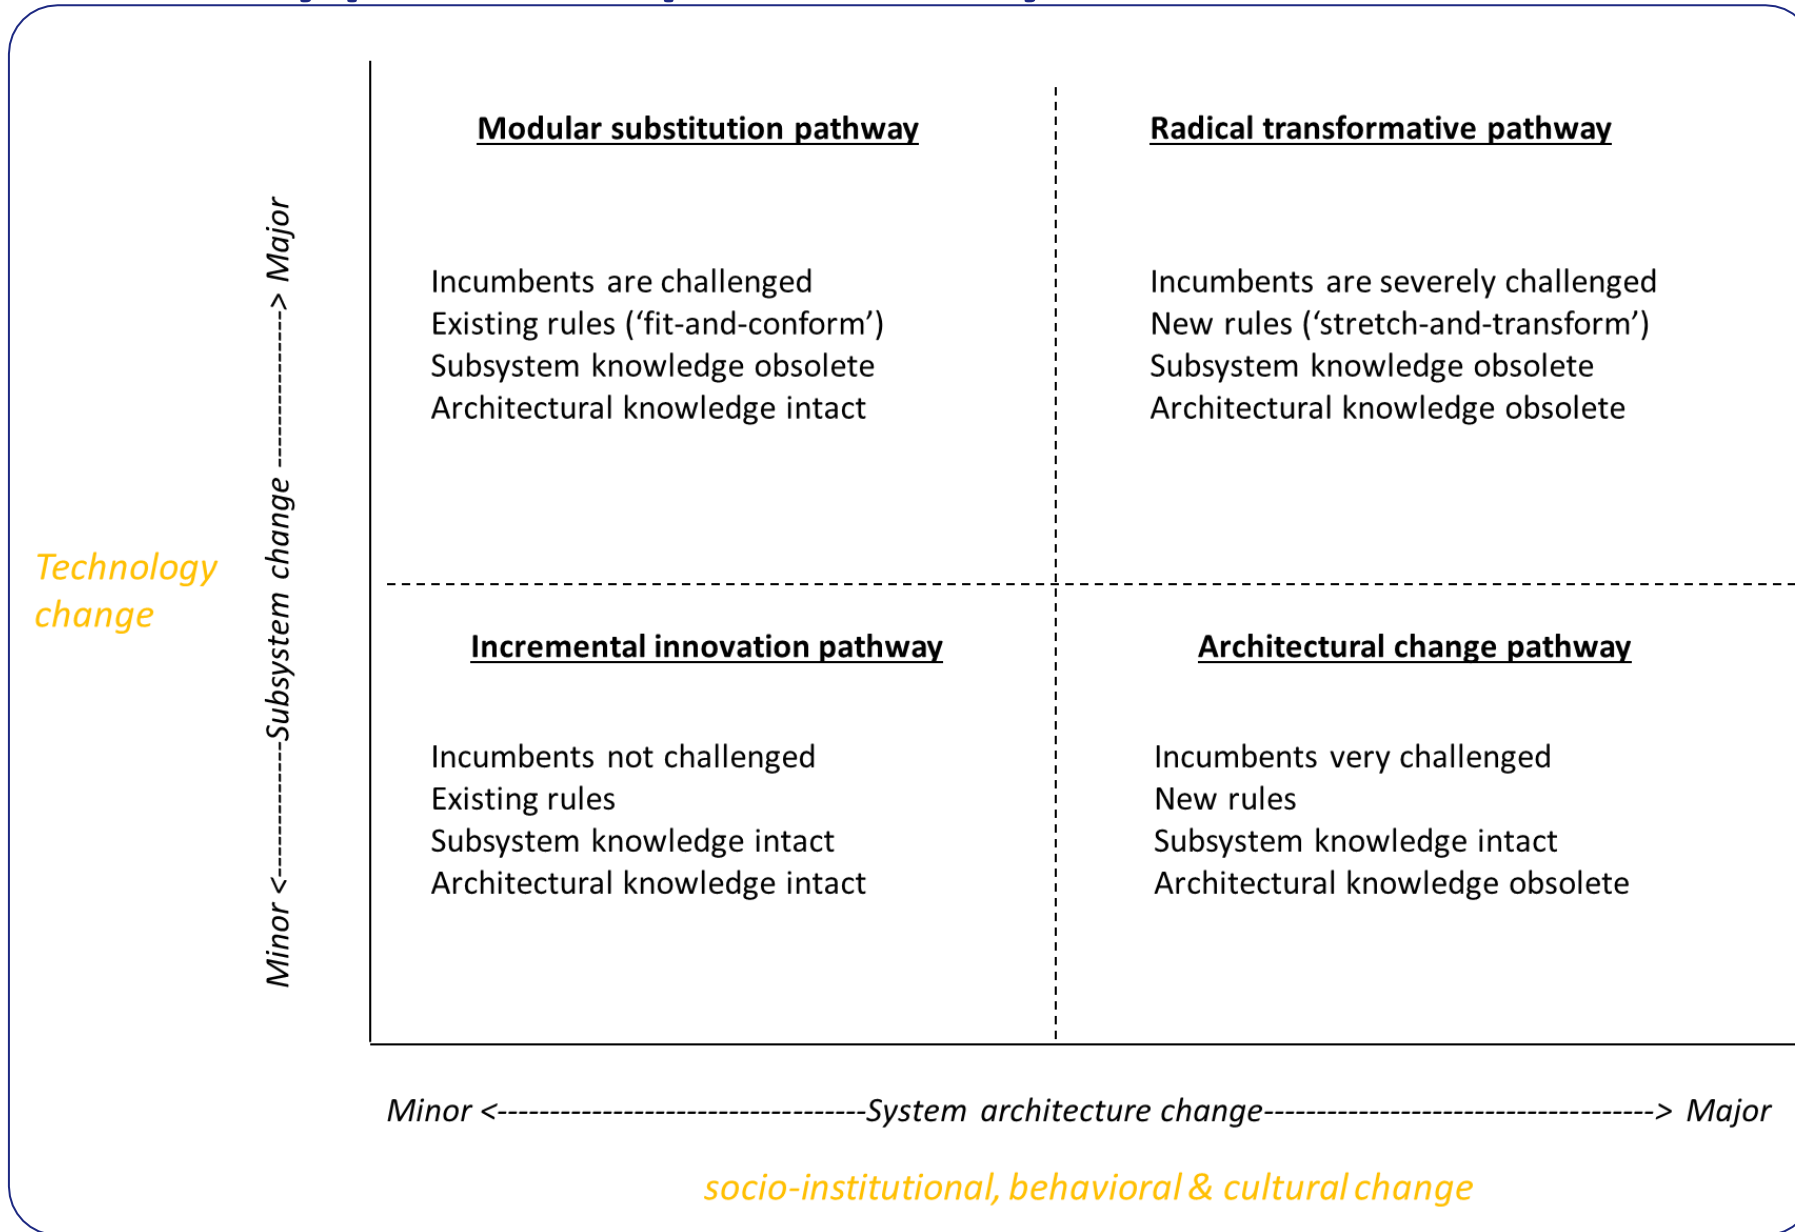 Modular substitution pathway
Incumbents are challenged
Existing rules (‘fit-and-conform’)
Subsystem knowledge obsolete
Architectural knowledge intact
Radical transformative pathway
Incumbents are severely challenged
New rules (‘stretch-and-transform’)
Subsystem knowledge obsolete
Architectural knowledge obsolete
Technology
change
Minor <--------------Subsystem change --------------> Major
Incremental innovation pathway
Incumbents not challenged
Existing rules
Subsystem knowledge intact
Architectural knowledge intact
Architectural change pathway
Incumbents very challenged
New rules
Subsystem knowledge intact
Architectural knowledge obsolete
Minor <-----------------------------------System architecture change-------------------------------------> Major
socio-institutional, behavioral & cultural change